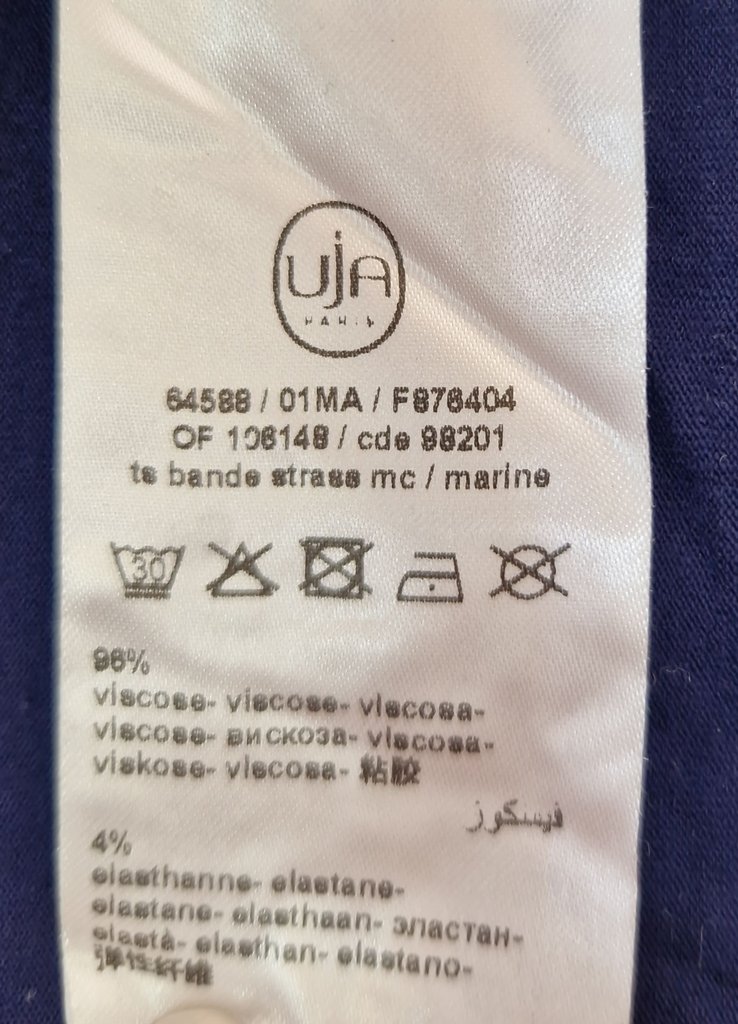 UJA
PARIS
64588 / 01MA / F876404
OF 106148 / cde 98201
ts bande strass mc / marine
30
96%
viscose- viscose- viscosa-
viscose- вискоза- viscosa-
viskose- viscosa- 粘胶
فيسكوز
4%
elasthanne- elastane-
elastane- elasthaan- эластан-
elastà- elasthan- elastano-
弹性纤维